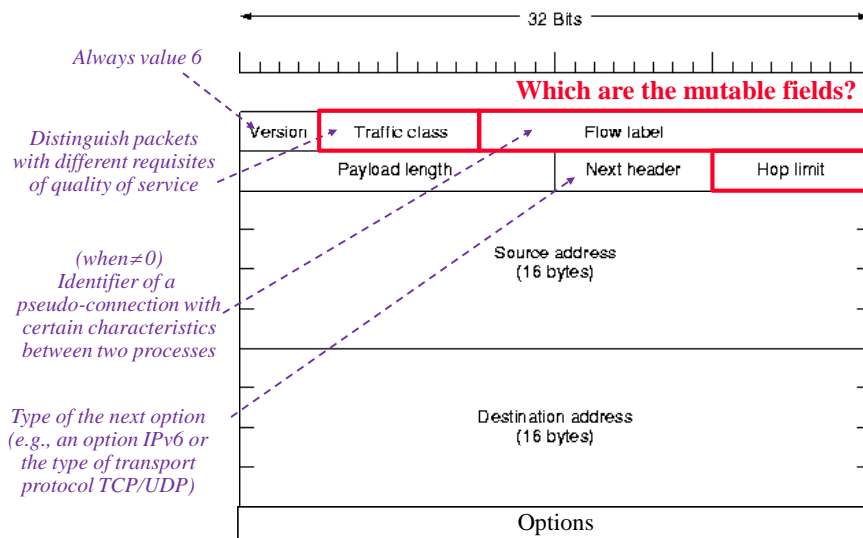 32 Bits
Always value 6
Which are the mutable fields?
Version
Traffic class
Flow label
Distinguish packets
with different requisites
of quality of service
Payload length
Next header
Hop limit
(when≠0)
Identifier of a
pseudo-connection with
certain characteristics
between two processes
Source address
(16 bytes)
Type of the next option
(e.g., an option IPv6 or
the type of transport
protocol TCP/UDP)
Destination address
(16 bytes)
Options